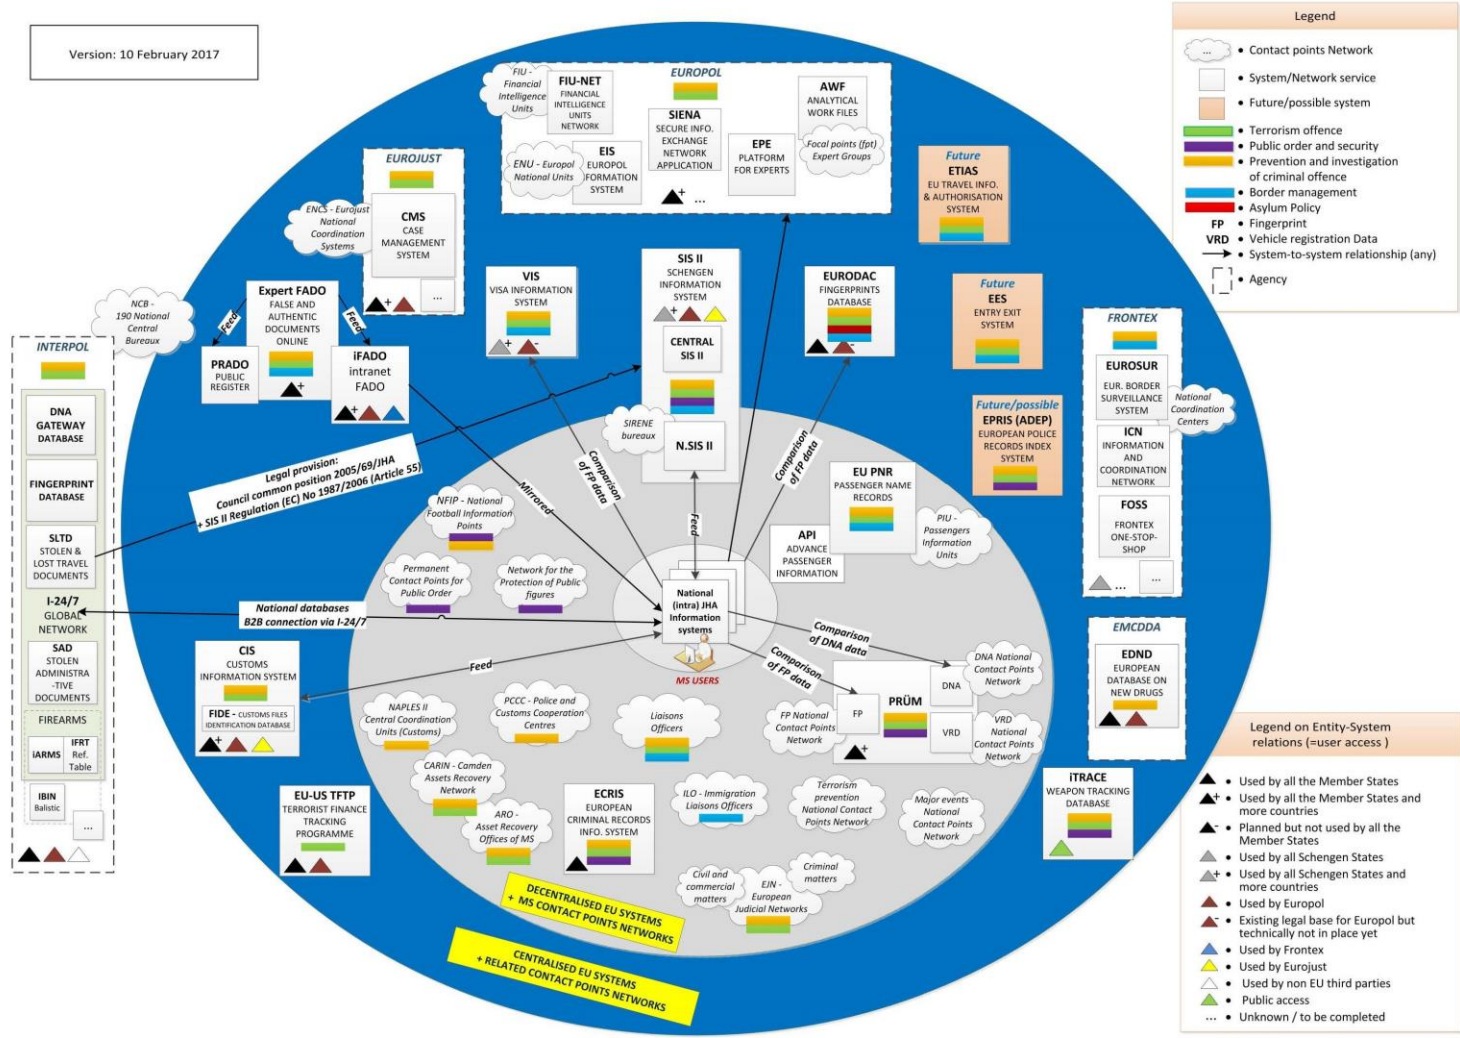 Version: 10 February 2017
Legend
...
Contact points Network
System/Network service
Future/possible system
Terrorism offence
Public order and security
Prevention and investigation
of criminal offence
Border management
Asylum Policy
FP • Fingerprint
VRD • Vehicle registration Data
System-to-system relationship (any)
Agency
EUROPOL
FIU -
Financial
Intelligence
Units
FIU-NET
FINANCIAL
INTELLIGENCE
UNITS
NETWORK
ENU - Europol
National Units
EIS
EUROPOL
INFORMATION
SYSTEM
SIENA
SECURE INFO.
EXCHANGE
NETWORK
APPLICATION
+ ...
EPE
PLATFORM
FOR EXPERTS
AWF
ANALYTICAL
WORK FILES
Focal points (fpt)
Expert Groups
EUROJUST
ENCS - Eurojust
National
Coordination
Systems
CMS
CASE
MANAGEMENT
SYSTEM
+
...
Future
ETIAS
EU TRAVEL INFO.
& AUTHORISATION
SYSTEM
Future
EES
ENTRY EXIT
SYSTEM
Future/possible
EPRIS (ADEP)
EUROPEAN POLICE
RECORDS INDEX
SYSTEM
FRONTEX
EUROSUR
EUR. BORDER
SURVEILLANCE
SYSTEM
National
Coordination
Centers
ICN
INFORMATION
AND
COORDINATION
NETWORK
FOSS
FRONTEX
ONE-STOP-
SHOP
...
...
VIS
VISA INFORMATION
SYSTEM
+ -
SIS II
SCHENGEN
INFORMATION
SYSTEM
+
CENTRAL
SIS II
SIRENE
bureaux
N.SIS II
EURODAC
FINGERPRINTS
DATABASE
-
Expert FADO
FALSE AND
AUTHENTIC
DOCUMENTS
ONLINE
+
Feed
Feed
PRADO
PUBLIC
REGISTER
iFADO
intranet
FADO
+
NCB -
190 National
Central
Bureaux
INTERPOL
DNA
GATEWAY
DATABASE
FINGERPRINT
DATABASE
SLTD
STOLEN &
LOST TRAVEL
DOCUMENTS
I-24/7
GLOBAL
NETWORK
SAD
STOLEN
ADMINISTRA
-TIVE
DOCUMENTS
FIREARMS
iARMS
IFRT
Ref.
Table
IBIN
Balistic
...
Legal provision:
Council common position 2005/69/JHA
+ SIS II Regulation (EC) No 1987/2006 (Article 55)
Mirrored
Comparison
of FP data
Feed
Comparison
of FP data
National databases
B2B connection via I-24/7
Feed
NFIP - National
Football Information
Points
Permanent
Contact Points for
Public Order
Network for the
Protection of Public
figures
EU PNR
PASSENGER NAME
RECORDS
API
ADVANCE
PASSENGER
INFORMATION
PIU -
Passengers
Information
Units
National
(intra) JHA
Information
systems
MS USERS
Comparison
of DNA data
Comparison
of FP data
DNA National
Contact Points
Network
PRÜM
FP
DNA
VRD
+
FP National
Contact Points
Network
VRD
National
Contact Points
Network
CIS
CUSTOMS
INFORMATION SYSTEM
FIDE - CUSTOMS FILES
IDENTIFICATION DATABASE
+
EU-US TFTP
TERRORIST FINANCE
TRACKING
PROGRAMME
NAPLES II
Central Coordination
Units (Customs)
PCCC - Police and
Customs Cooperation
Centres
Liaisons
Officers
CARIN - Camden
Assets Recovery
Network
ARO -
Asset Recovery
Offices of MS
ECRIS
EUROPEAN
CRIMINAL RECORDS
INFO. SYSTEM
ILO - Immigration
Liaisons Officers
Terrorism
prevention
National Contact
Points Network
Major events
National
Contact Points
Network
Civil and
commercial
matters
EJN -
European
Judicial Networks
Criminal
matters
DECENTRALISED EU SYSTEMS
+ MS CONTACT POINTS NETWORKS
CENTRALISED EU SYSTEMS
+ RELATED CONTACT POINTS NETWORKS
EMCDDA
EDND
EUROPEAN
DATABASE ON
NEW DRUGS
iTRACE
WEAPON TRACKING
DATABASE
Legend on Entity-System
relations (=user access )
Used by all the Member States
+ • Used by all the Member States and
more countries
- • Planned but not used by all the
Member States
Used by all Schengen States
+ • Used by all Schengen States and
more countries
Used by Europol
- • Existing legal base for Europol but
technically not in place yet
Used by Frontex
Used by Eurojust
Used by non EU third parties
Public access
... • Unknown / to be completed